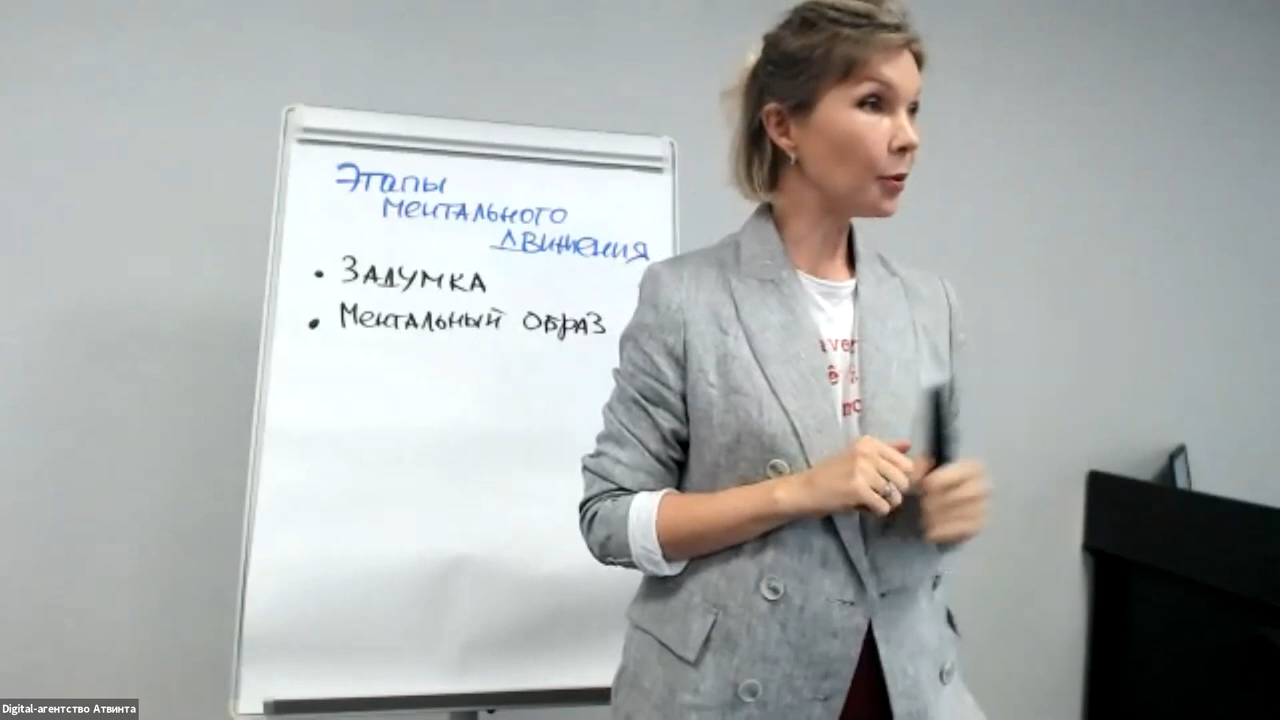 Этапы
ментального
движения
• Задумка
• Ментальный образ
Digital-агентство Атвинта